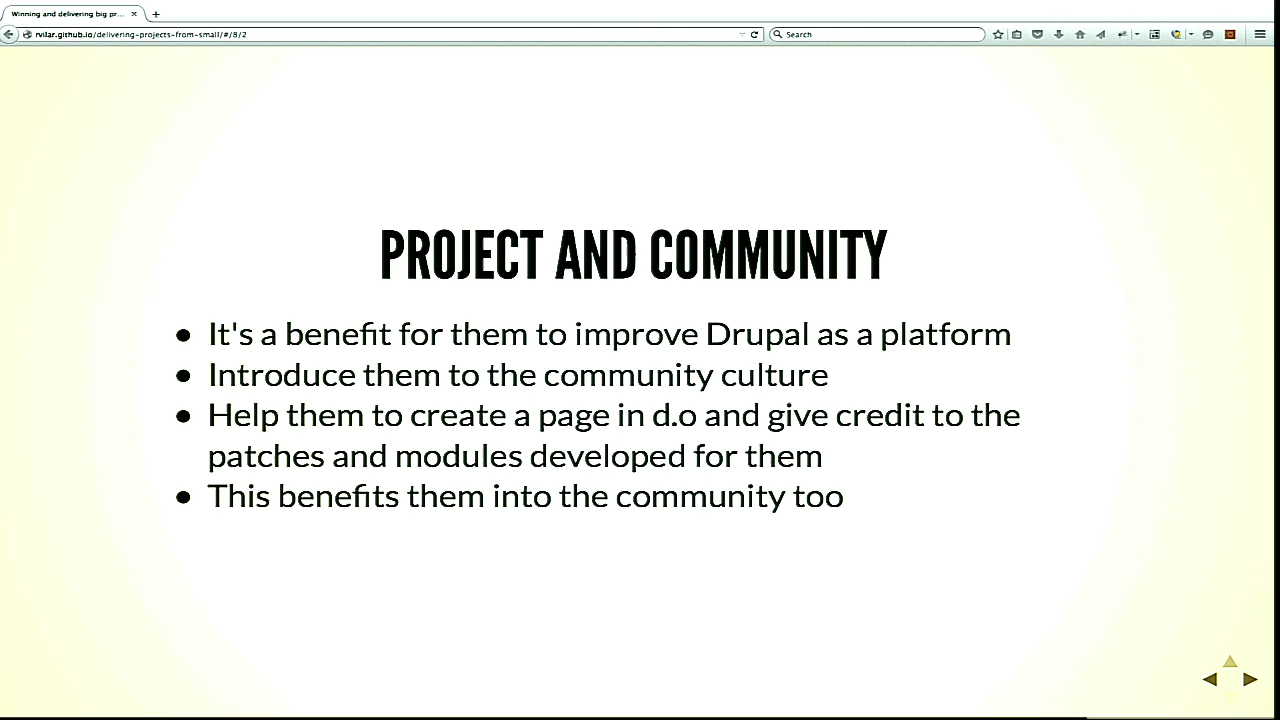 Winning and delivering big pr...
rvilar.github.io/delivering-projects-from-small/#/8/2
Search
PROJECT AND COMMUNITY
It's a benefit for them to improve Drupal as a platform
Introduce them to the community culture
Help them to create a page in d.o and give credit to the
patches and modules developed for them
This benefits them into the community too